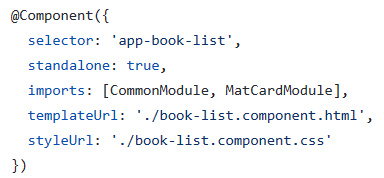 @Component({
  selector: 'app-book-list',
  standalone: true,
  imports: [CommonModule, MatCardModule],
  templateUrl: './book-list.component.html',
  styleUrl: './book-list.component.css'
})